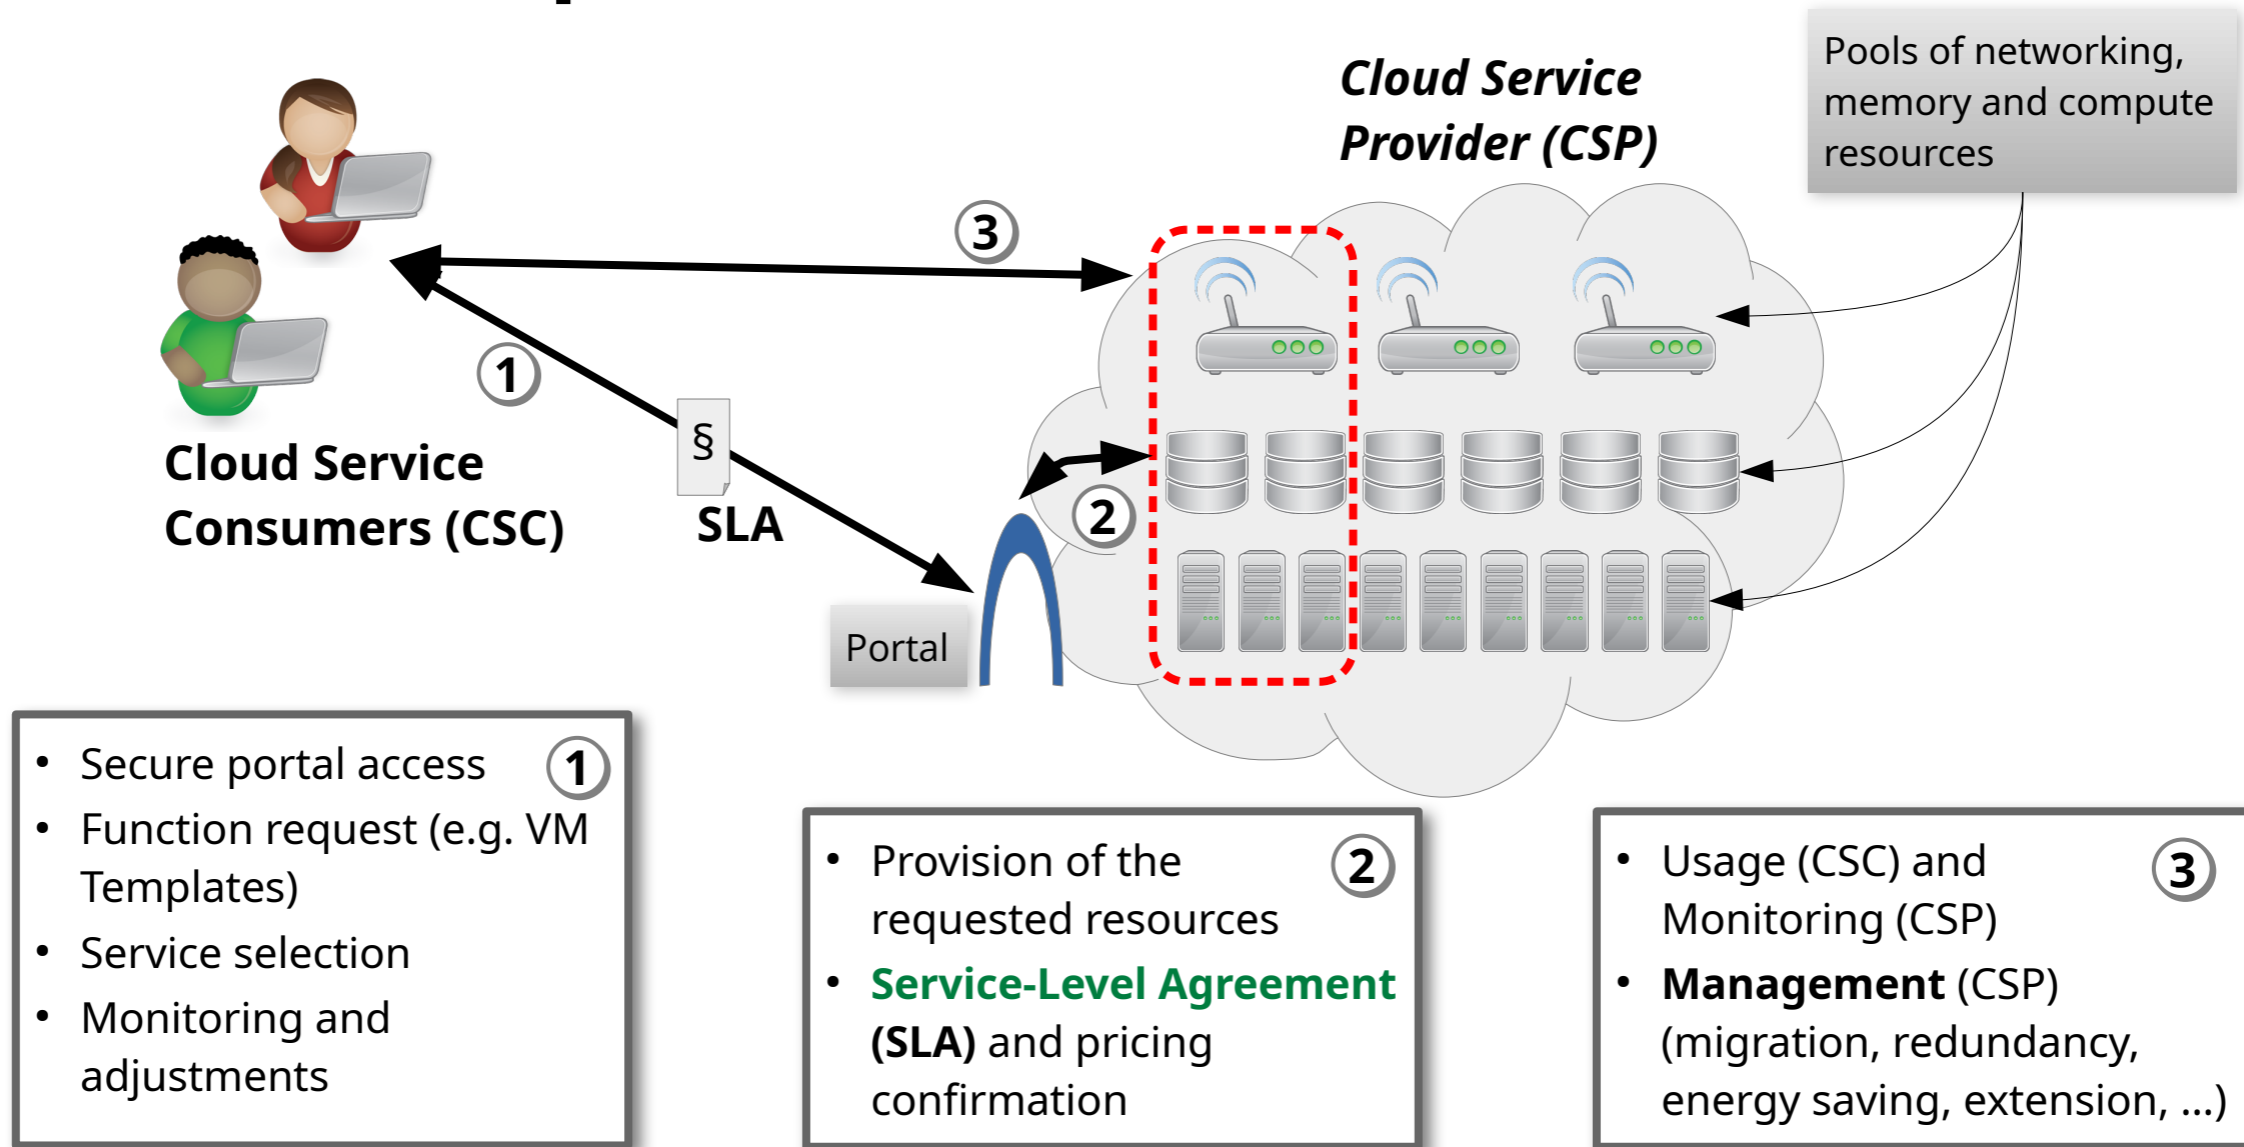 Cloud Service
Provider (CSP)
Pools of networking,
memory and compute
resources
3
1
§
SLA
Cloud Service
Consumers (CSC)
2
Portal
• Secure portal access
1
• Function request (e.g. VM
Templates)
• Service selection
• Monitoring and
adjustments
• Provision of the
requested resources
2
• Service-Level Agreement
(SLA) and pricing
confirmation
• Usage (CSC) and
Monitoring (CSP)
3
• Management (CSP)
(migration, redundancy,
energy saving, extension, ...)